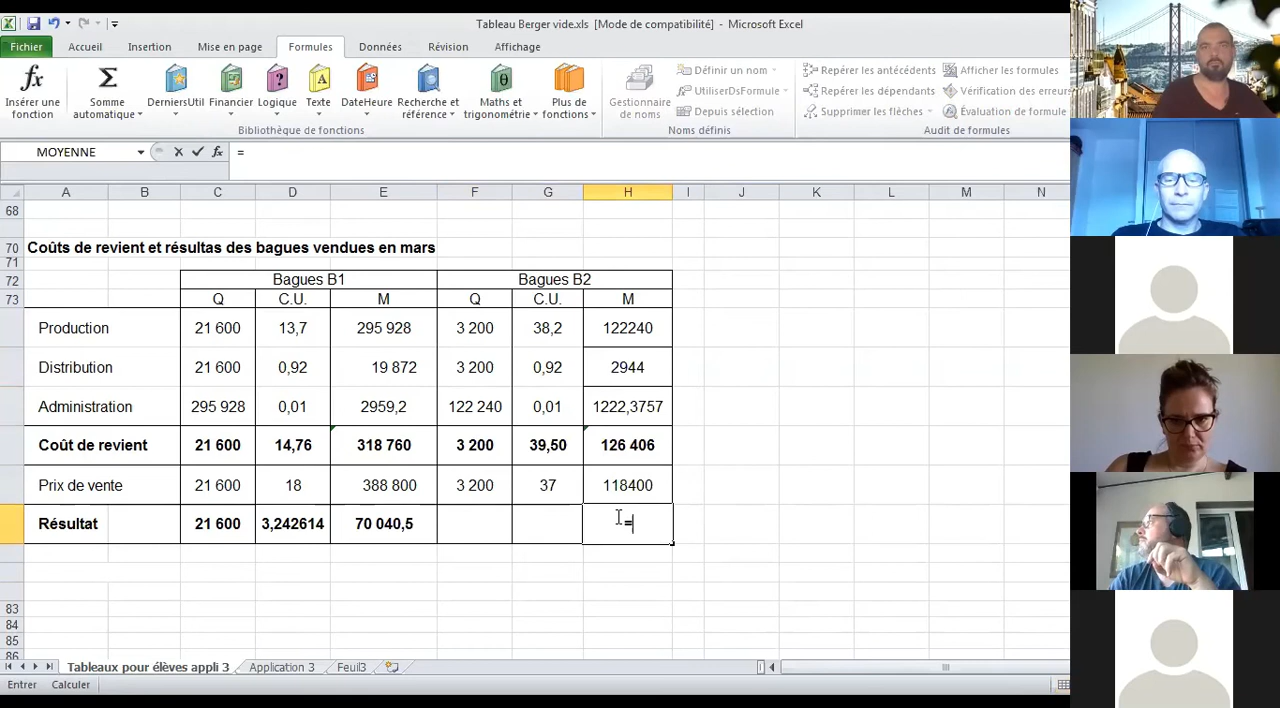 Tableau Berger vide.xls [Mode de compatibilité] - Microsoft Excel
Fichier Accueil Insertion Mise en page Formules Données Révision Affichage
fx Σ ? A θ
Insérer une fonction
Somme automatique
DerniersUtil
Financier
Logique
Texte
DateHeure
Recherche et référence
Maths et trigonométrie
Plus de fonctions
Bibliothèque de fonctions
Gestionnaire de noms
Définir un nom
UtiliserDsFormule
Depuis sélection
Noms définis
Repérer les antécédents
Repérer les dépendants
Supprimer les flèches
Afficher les formules
Vérification des erreurs
Évaluation de formule
Audit de formules
MOYENNE fx =
A B C D E F G H I J K L M N
68
70 Coûts de revient et résultas des bagues vendues en mars
71
72 Bagues B1 Bagues B2
73 Q C.U. M Q C.U. M
Production 21 600 13,7 295 928 3 200 38,2 122240
Distribution 21 600 0,92 19 872 3 200 0,92 2944
Administration 295 928 0,01 2959,2 122 240 0,01 1222,3757
Coût de revient 21 600 14,76 318 760 3 200 39,50 126 406
Prix de vente 21 600 18 388 800 3 200 37 118400
Résultat 21 600 3,242614 70 040,5 =
83
84
85
86
Tableaux pour élèves appli 3 Application 3 Feuil3
Entrer Calculer